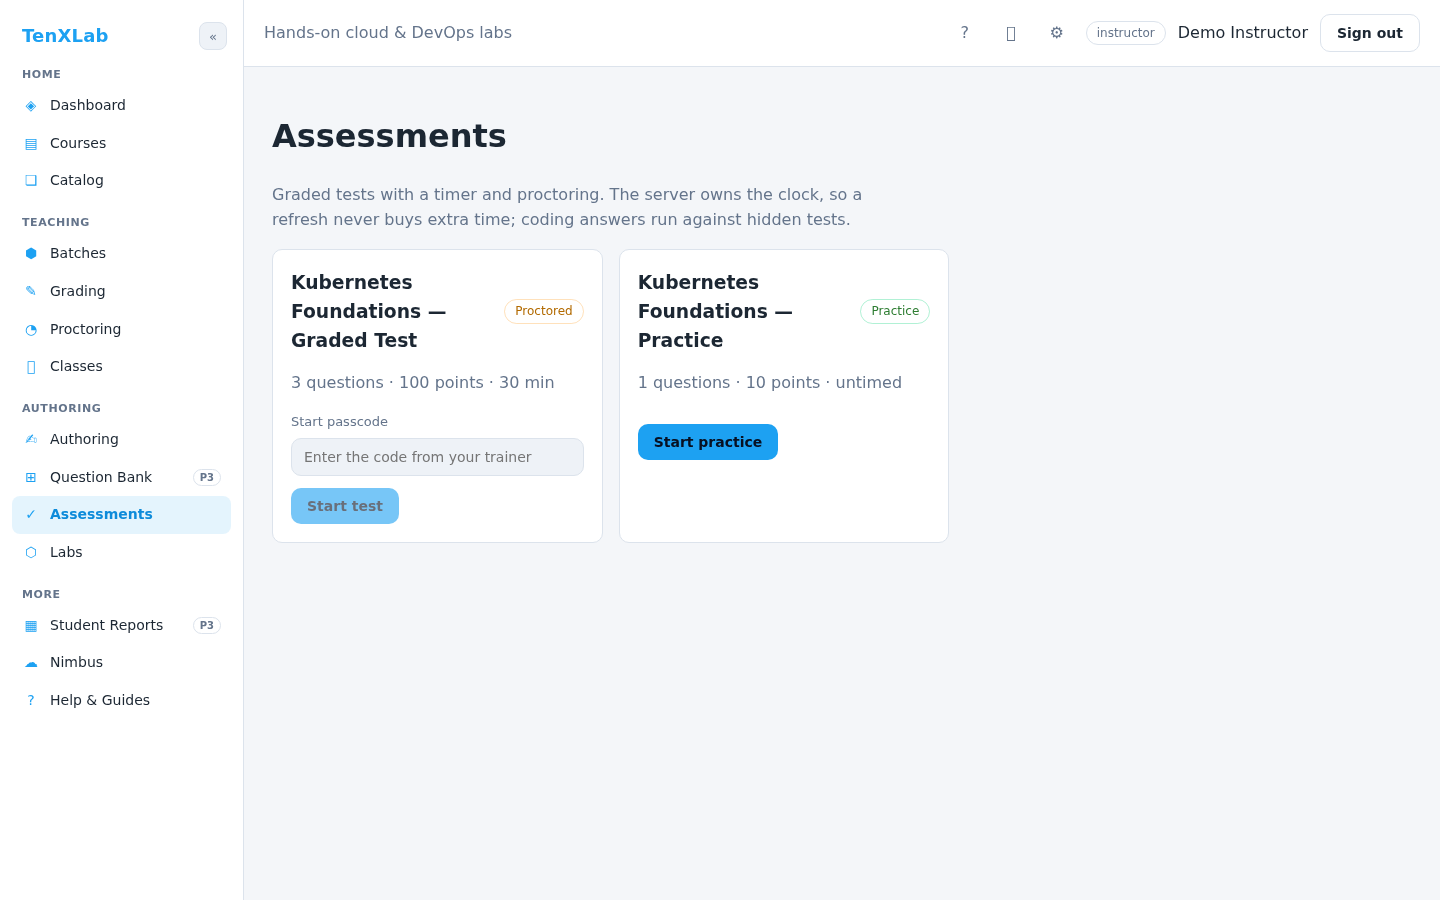 TenXLab
«
Hands-on cloud & DevOps labs
?
instructor
Demo Instructor
Sign out
HOME
Dashboard
Courses
Catalog
TEACHING
Batches
Grading
Proctoring
Classes
AUTHORING
Authoring
Question Bank P3
Assessments
Labs
MORE
Student Reports P3
Nimbus
? Help & Guides
Assessments
Graded tests with a timer and proctoring. The server owns the clock, so a
refresh never buys extra time; coding answers run against hidden tests.
Kubernetes
Foundations —
Graded Test
Proctored
3 questions · 100 points · 30 min
Start passcode
Enter the code from your trainer
Start test
Kubernetes
Foundations —
Practice
Practice
1 questions · 10 points · untimed
Start practice